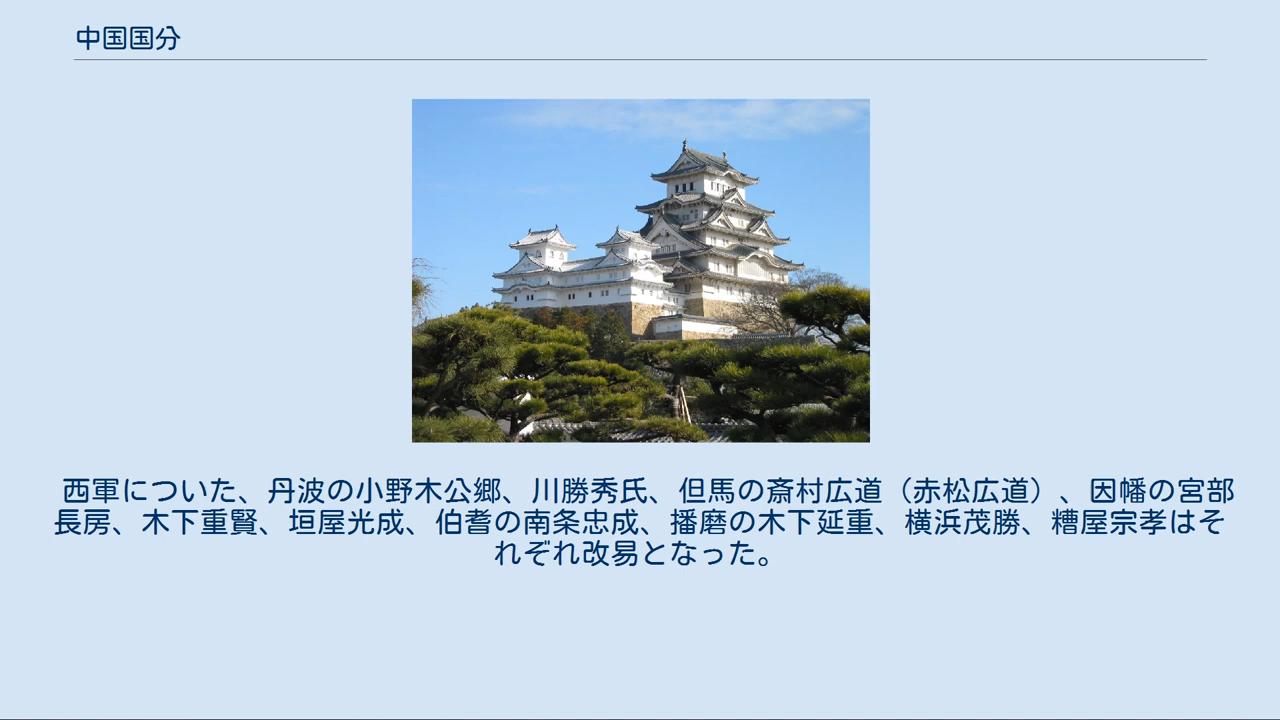 中国国分
西軍についた、丹波の小野木公郷、川勝秀氏、但馬の斎村広道（赤松広道）、因幡の宮部
長房、木下重賢、垣屋光成、伯耆の南条忠成、播磨の木下延重、横浜茂勝、糟屋宗孝はそ
れぞれ改易となった。